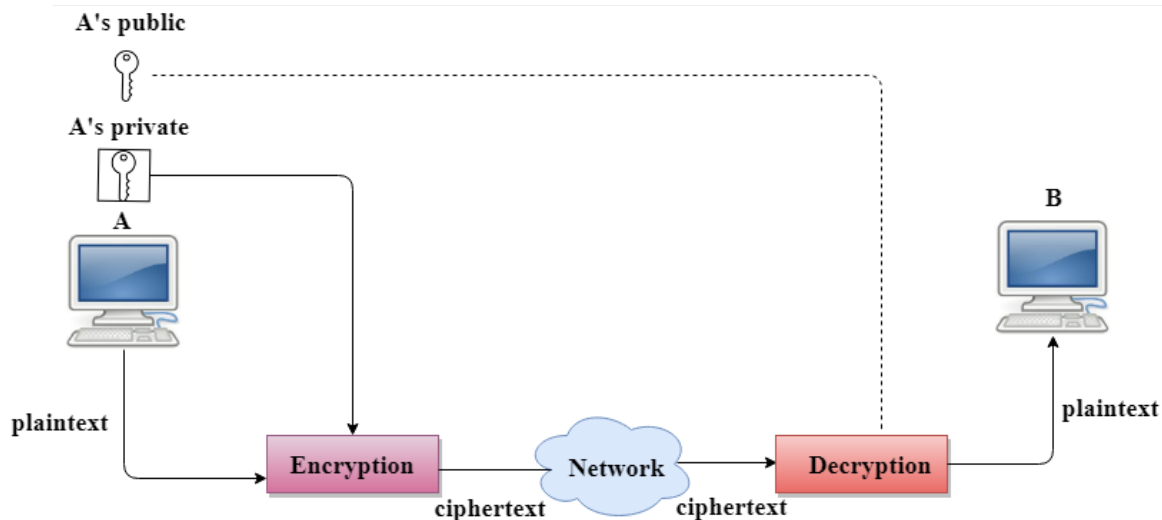 A's public
A's private
A
B
plaintext
plaintext
Encryption
Network
Decryption
ciphertext
ciphertext